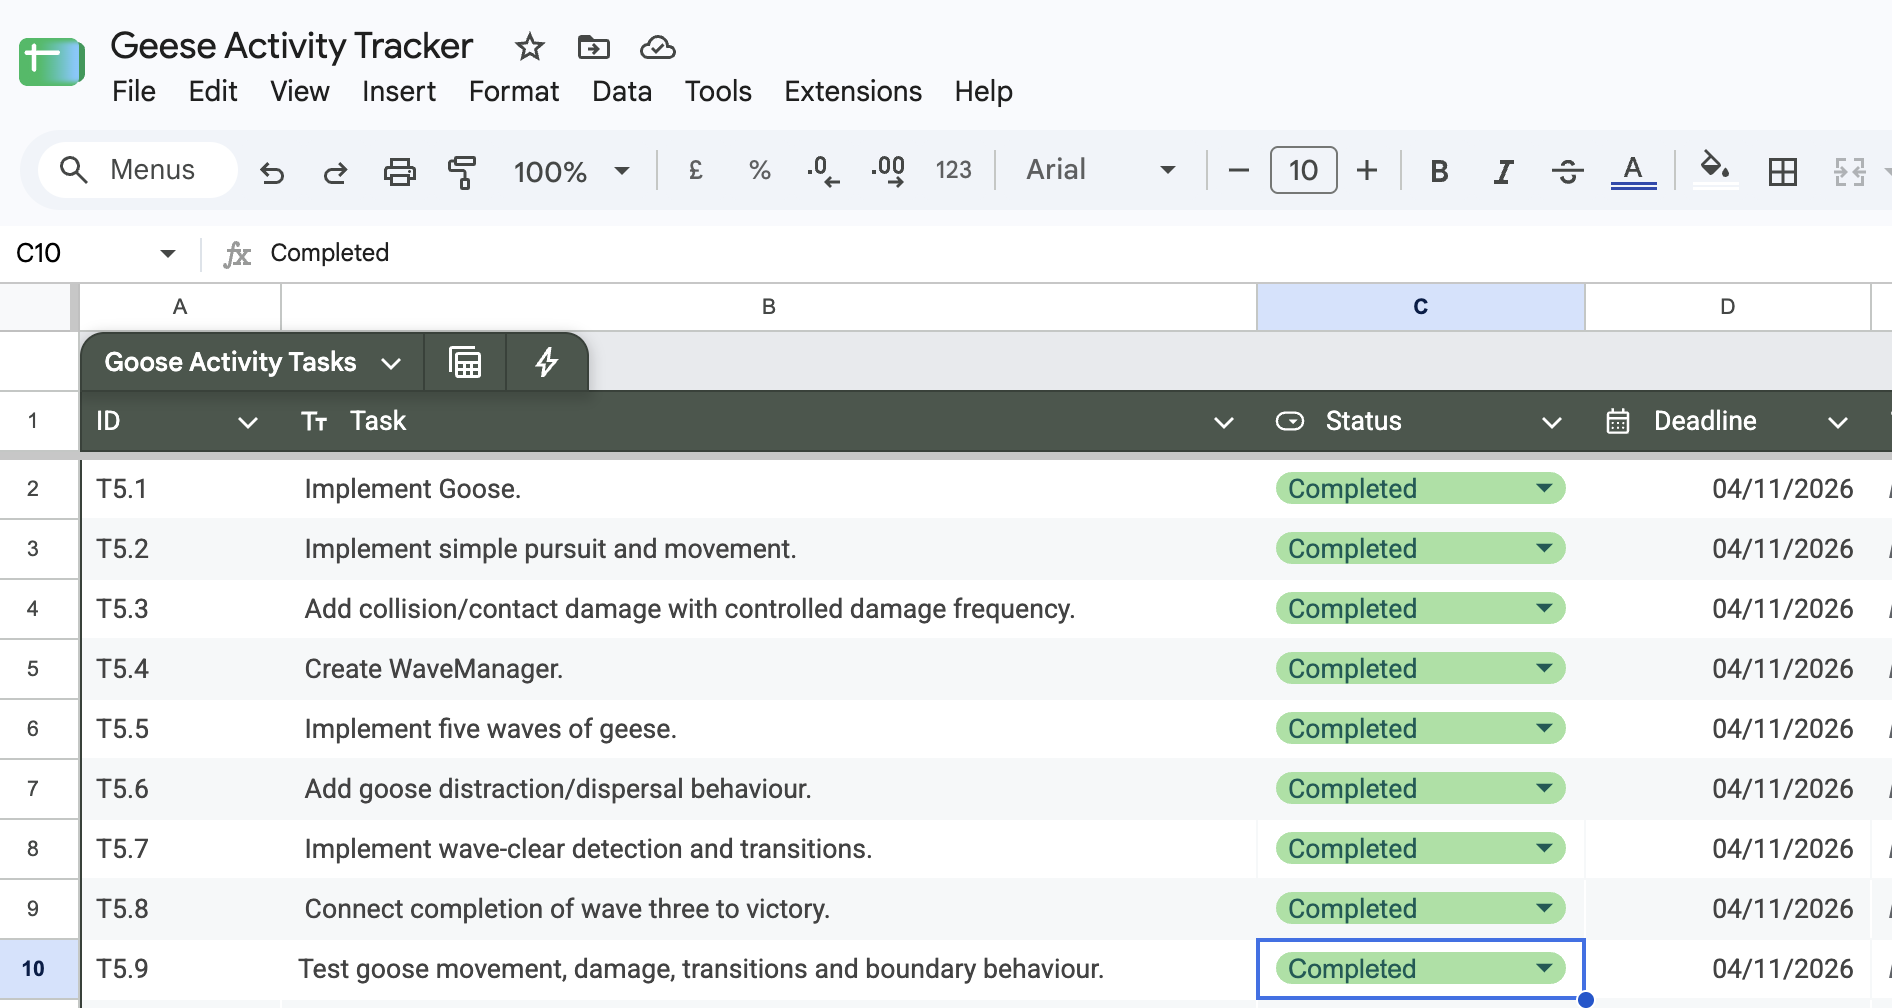 Geese Activity Tracker
File Edit View Insert Format Data Tools Extensions Help
Menus 100% £ % .0 .00 123 Arial 10 B I S A
C10 fx Completed
A B C D
Goose Activity Tasks
1 ID Tт Task Status Deadline
2 T5.1 Implement Goose. Completed 04/11/2026
3 T5.2 Implement simple pursuit and movement. Completed 04/11/2026
4 T5.3 Add collision/contact damage with controlled damage frequency. Completed 04/11/2026
5 T5.4 Create WaveManager. Completed 04/11/2026
6 T5.5 Implement five waves of geese. Completed 04/11/2026
7 T5.6 Add goose distraction/dispersal behaviour. Completed 04/11/2026
8 T5.7 Implement wave-clear detection and transitions. Completed 04/11/2026
9 T5.8 Connect completion of wave three to victory. Completed 04/11/2026
10 T5.9 Test goose movement, damage, transitions and boundary behaviour. Completed 04/11/2026